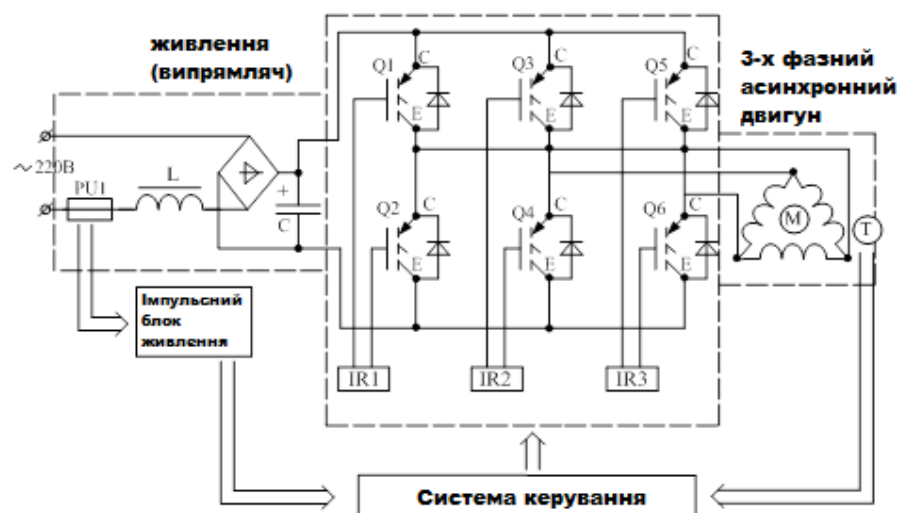 живлення
(випрямляч)
3-х фазний
асинхронний
двигун
Q1
C
E
Q3
C
E
Q5
C
E
~220В
PU1
L
+
C
Q2
C
E
Q4
C
E
Q6
C
E
M
T
Імпульсний
блок
живлення
IR1
IR2
IR3
Система керування